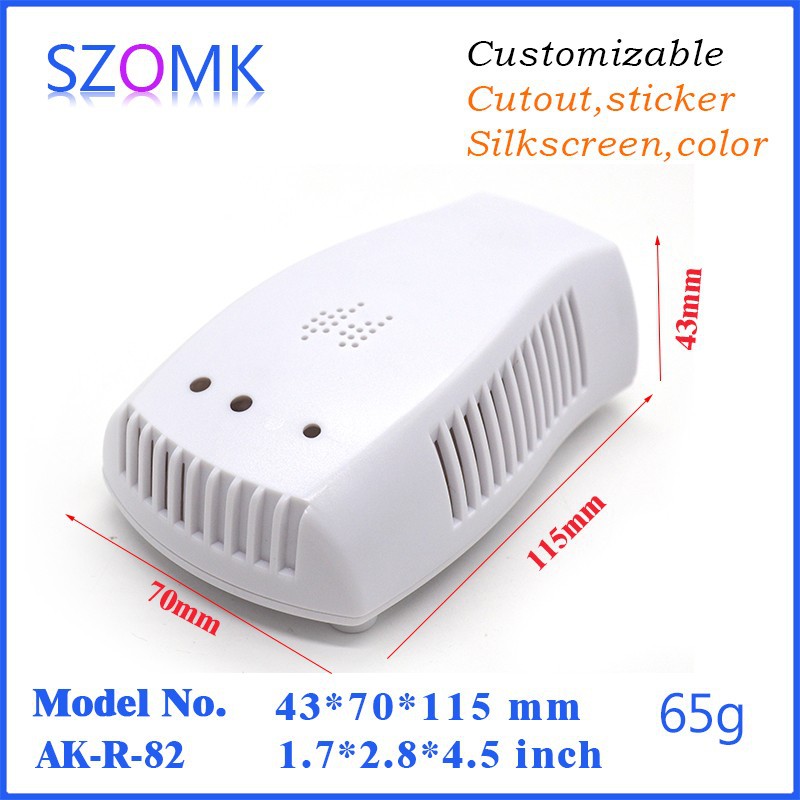 SZOMK
Customizable
Cutout,sticker
Silkscreen,color
43mm
115mm
70mm
Model No. 43*70*115 mm 65g
AK-R-82 1.7*2.8*4.5 inch